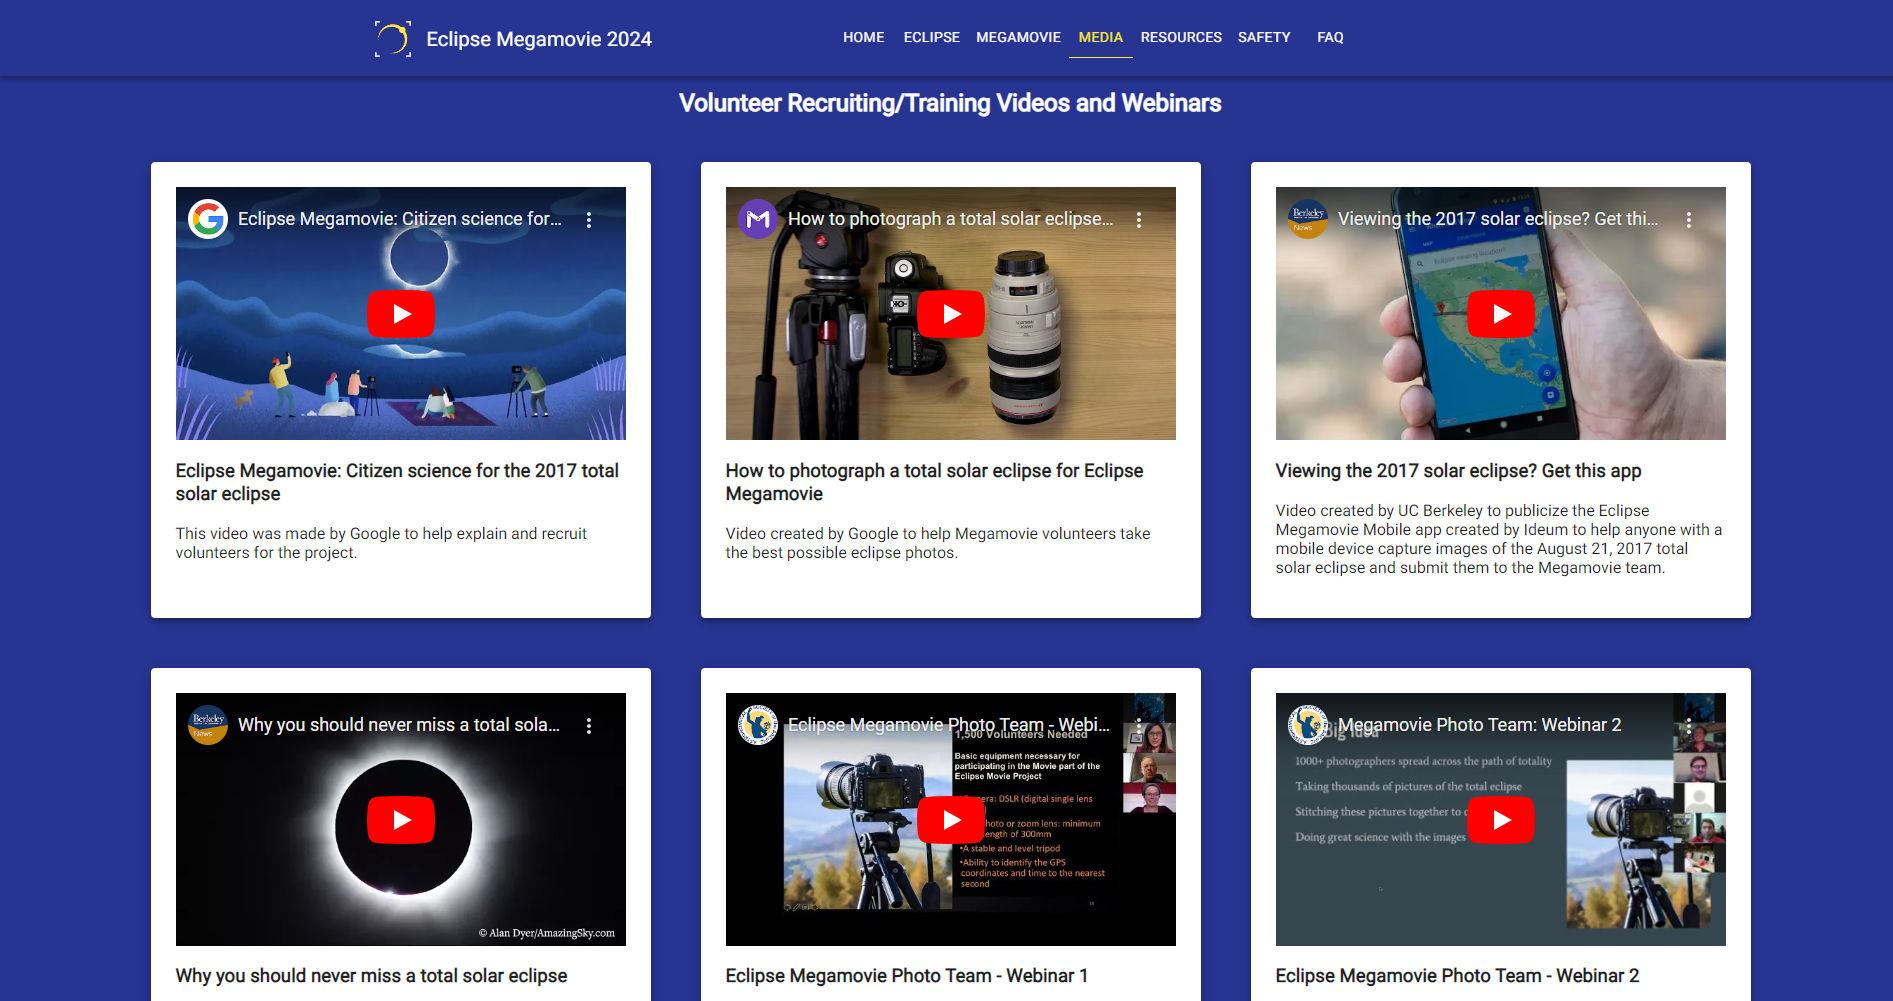 Eclipse Megamovie 2024
HOME ECLIPSE MEGAMOVIE MEDIA RESOURCES SAFETY FAQ
Volunteer Recruiting/Training Videos and Webinars
Eclipse Megamovie: Citizen science for...
How to photograph a total solar eclipse...
Berkeley
News
Viewing the 2017 solar eclipse? Get thi...
Eclipse viewing location?
Eclipse Megamovie: Citizen science for the 2017 total
solar eclipse
This video was made by Google to help explain and recruit
volunteers for the project.
How to photograph a total solar eclipse for Eclipse
Megamovie
Video created by Google to help Megamovie volunteers take
the best possible eclipse photos.
Viewing the 2017 solar eclipse? Get this app
Video created by UC Berkeley to publicize the Eclipse
Megamovie Mobile app created by Ideum to help anyone with a
mobile device capture images of the August 21, 2017 total
solar eclipse and submit them to the Megamovie team.
Berkeley
News
Why you should never miss a total sola...
© Alan Dyer/AmazingSky.com
Eclipse Megamovie Photo Team - Webi...
1,500 Volunteers Needed
Basic equipment necessary for
participating in the Movie part of the
Eclipse Movie Project
era: DSLR (digital single lens
hoto or zoom lens: minimum
length of 300mm
•A stable and level tripod
•Ability to identify the GPS
coordinates and time to the nearest
second
Megamovie Photo Team: Webinar 2
Big Idea
1000+ photographers spread across the path of totality
Taking thousands of pictures of the total eclipse
Stitching these pictures together to
Doing great science with the images
Why you should never miss a total solar eclipse
Eclipse Megamovie Photo Team - Webinar 1
Eclipse Megamovie Photo Team - Webinar 2